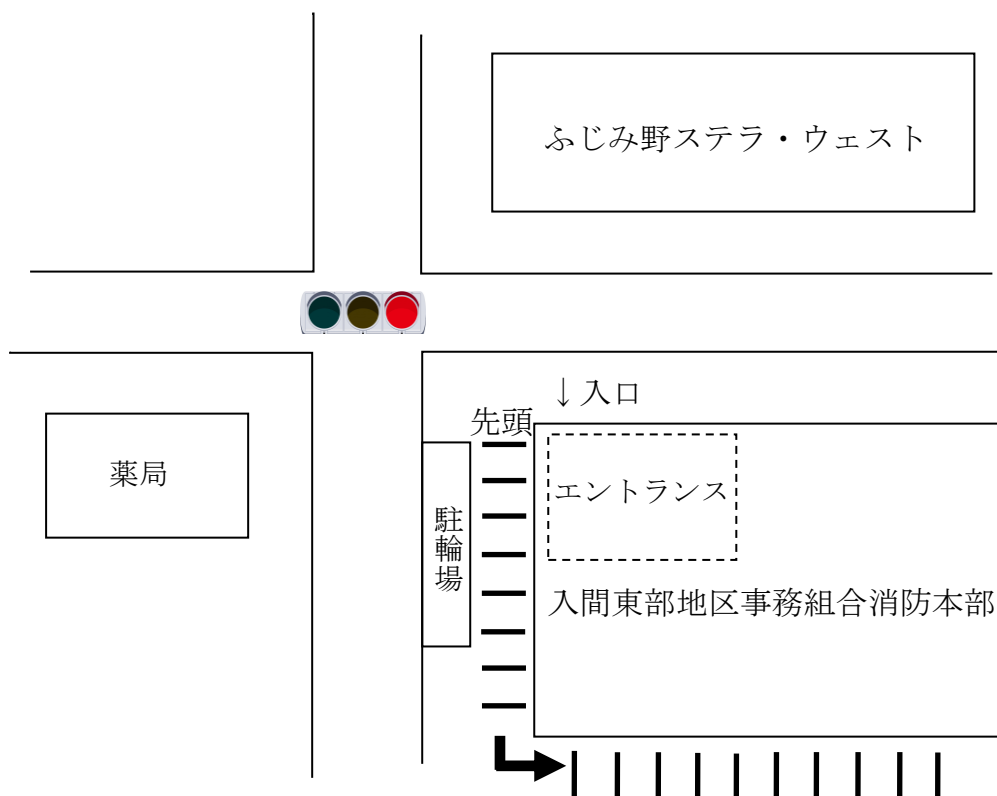 ふじみ野ステラ・ウェスト
↓入口
先頭
薬局
エントランス
駐輪場
入間東部地区事務組合消防本部